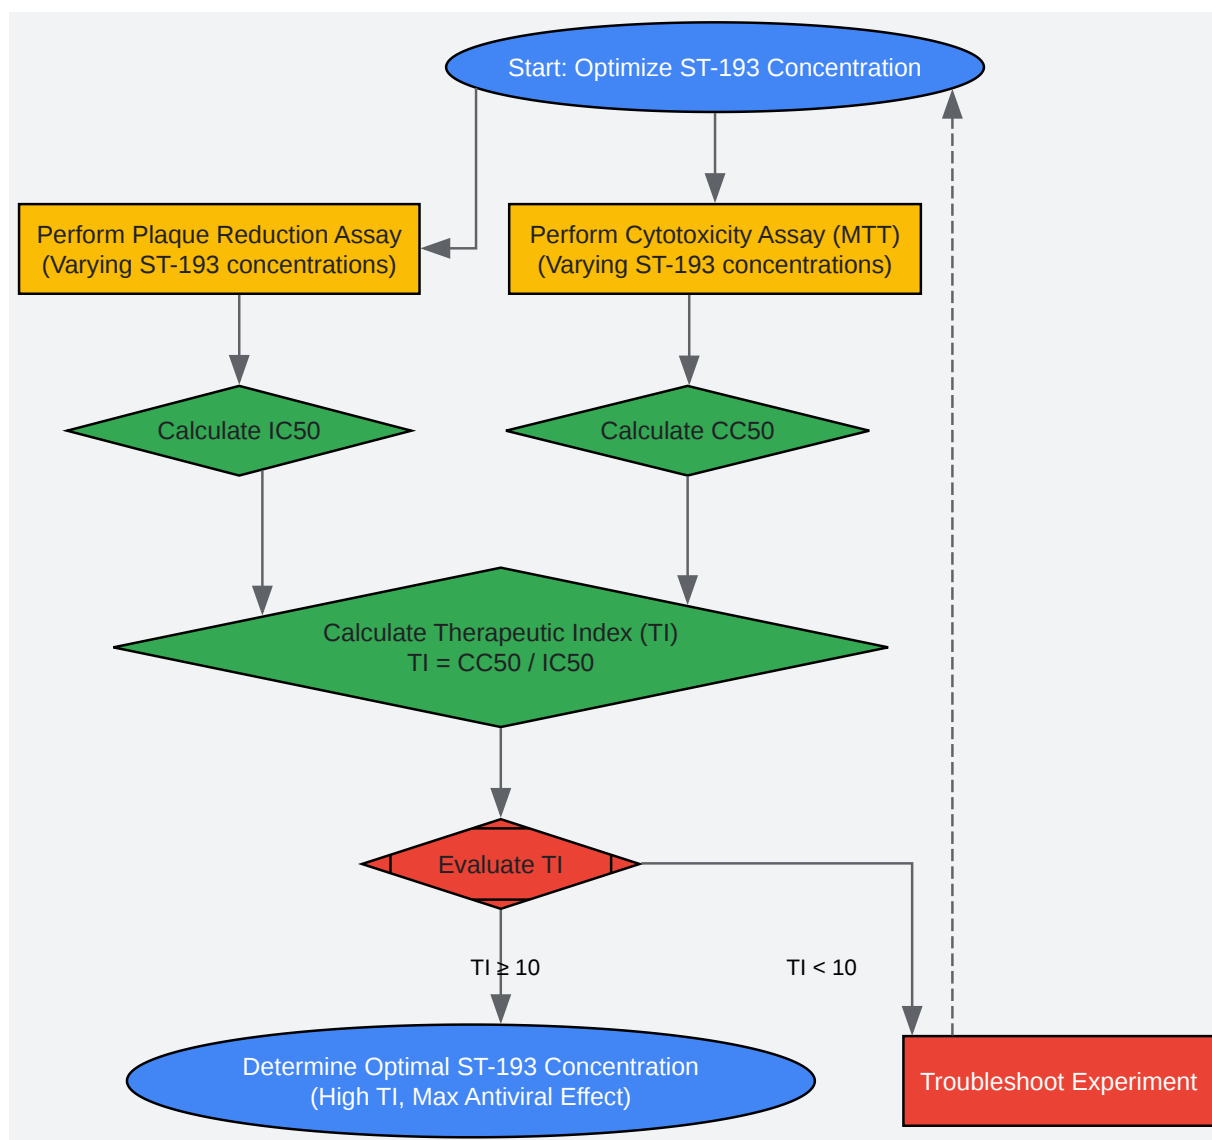 Start: Optimize ST-193 Concentration
Perform Plaque Reduction Assay
(Varying ST-193 concentrations)
Perform Cytotoxicity Assay (MTT)
(Varying ST-193 concentrations)
Calculate IC50
Calculate CC50
Calculate Therapeutic Index (TI)
TI = CC50 / IC50
Evaluate TI
TI ≥ 10
TI < 10
Determine Optimal ST-193 Concentration
(High TI, Max Antiviral Effect)
Troubleshoot Experiment